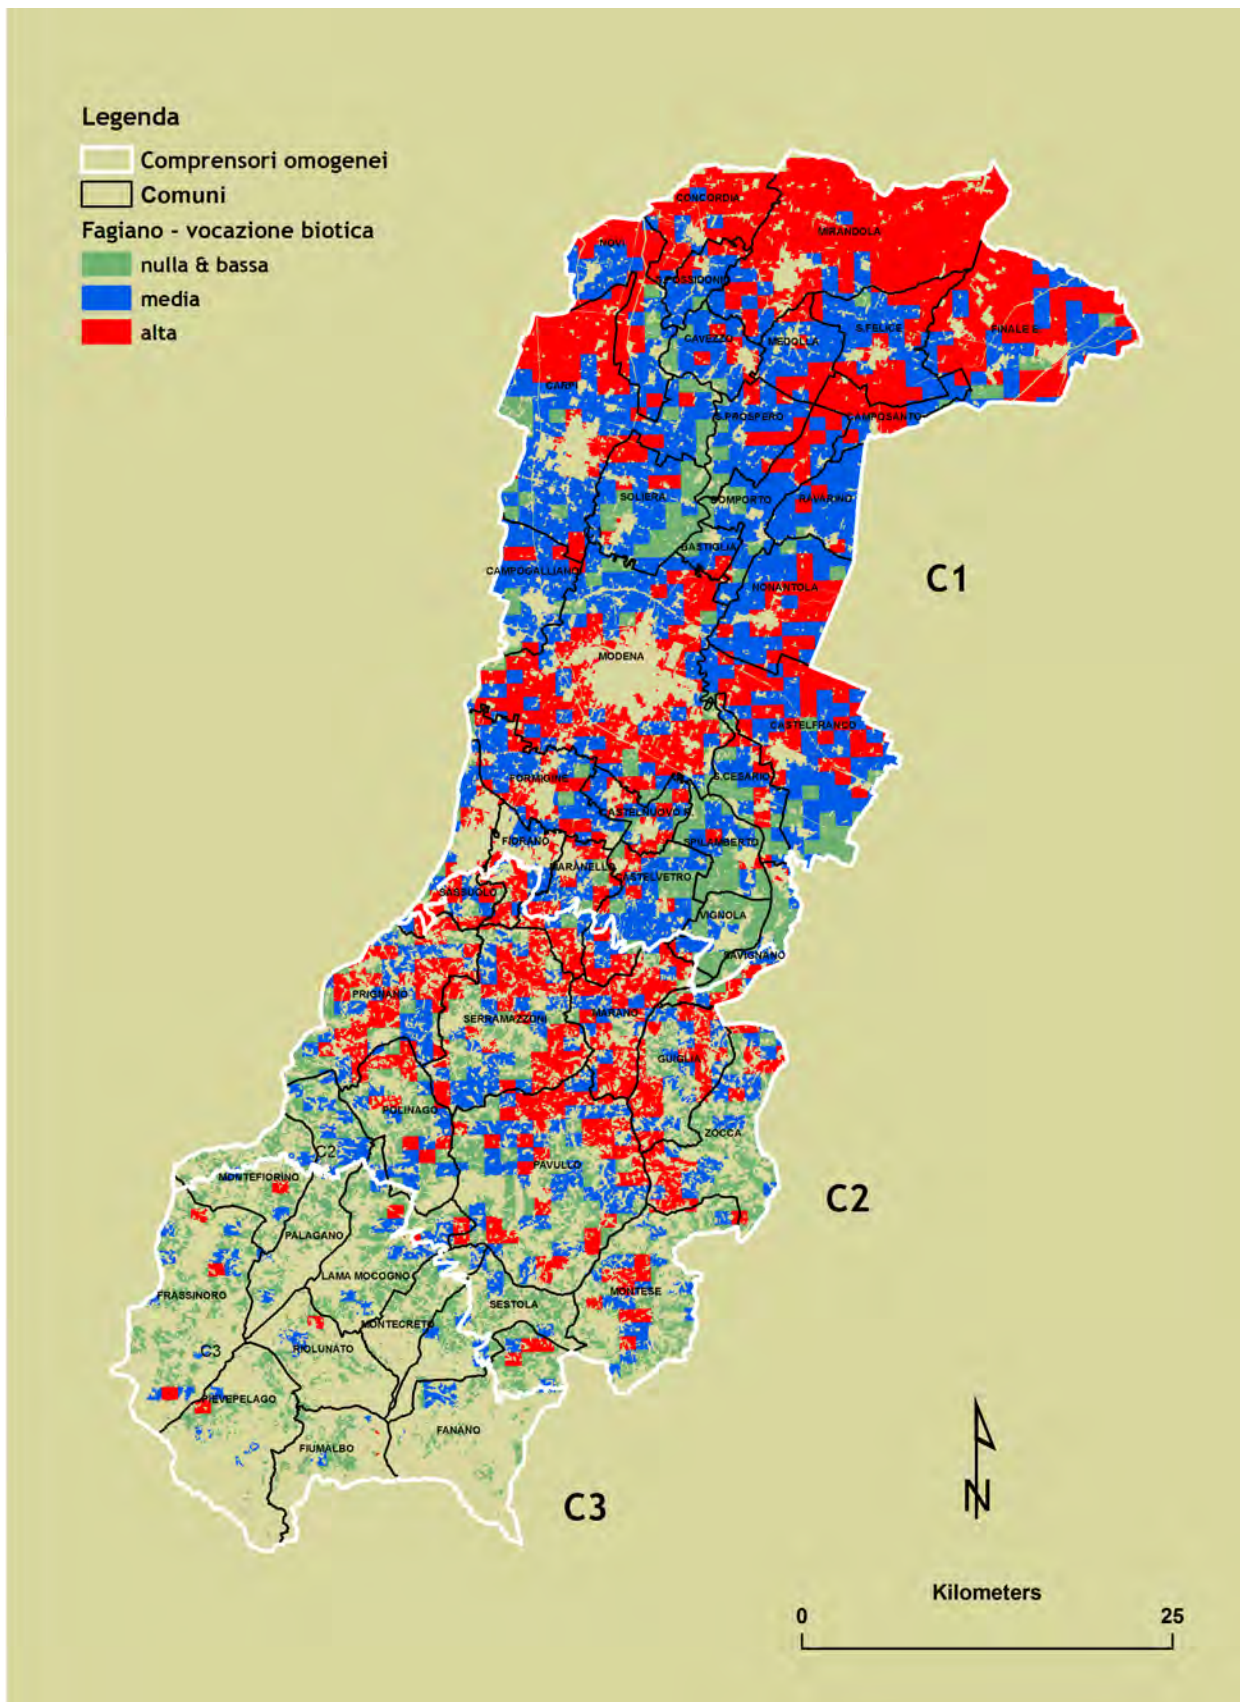 Legenda
Comprensori omogenei
Comuni
Fagiano - vocazione biotica
nulla & bassa
media
alta
CONCORDIA
MIRANDOLA
NOVI
POSSIDONIO
FINALE E.
S.FELICE
CAVEZZO
MEDOLLA
CARPI
S.PROSPERO
CAMPOSANTO
SOLIERA
BOMPORTO
RAVARINO
BASTIGLIA
CAMPOGALLIANO
C1
NONANTOLA
MODENA
CASTELFRANCO
FORMIGINE
S.CESARIO
CASTELNUOVO R.
FIORANO
SPILAMBERTO
MARANELLO
CASTELVETRO
SASSUOLO
VIGNOLA
SAVIGNANO
PRIGNANO
MARANO
SERRAMAZZONI
GUIGLIA
POLINAGO
ZOCCA
C2
PAVULLO
MONTEFIORINO
C2
PALAGANO
LAMA MOCOGNO
FRASSINORO
MONTESE
SESTOLA
MONTECRETO
RIOLUNATO
C3
PIEVEPELAGO
FANANO
FIUMALBO
C3
N
Kilometers
0 25